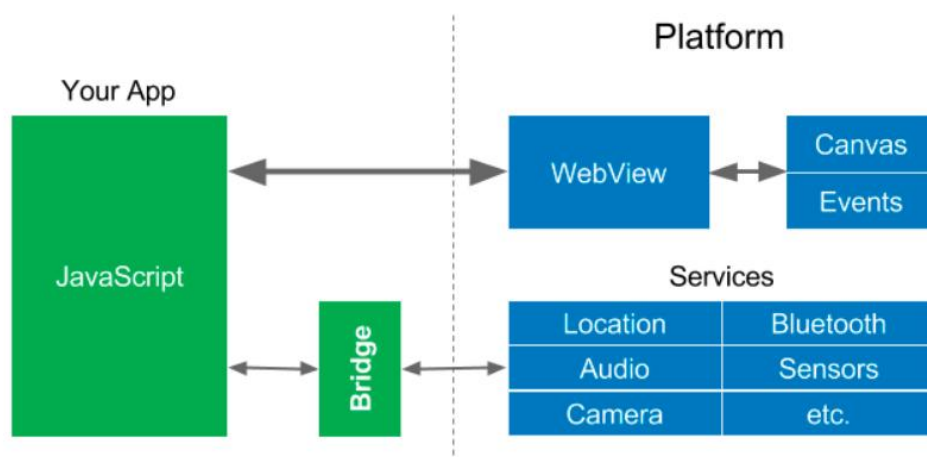 Platform
Your App
JavaScript
Bridge
WebView
Canvas
Events
Services
Location
Bluetooth
Audio
Sensors
Camera
etc.